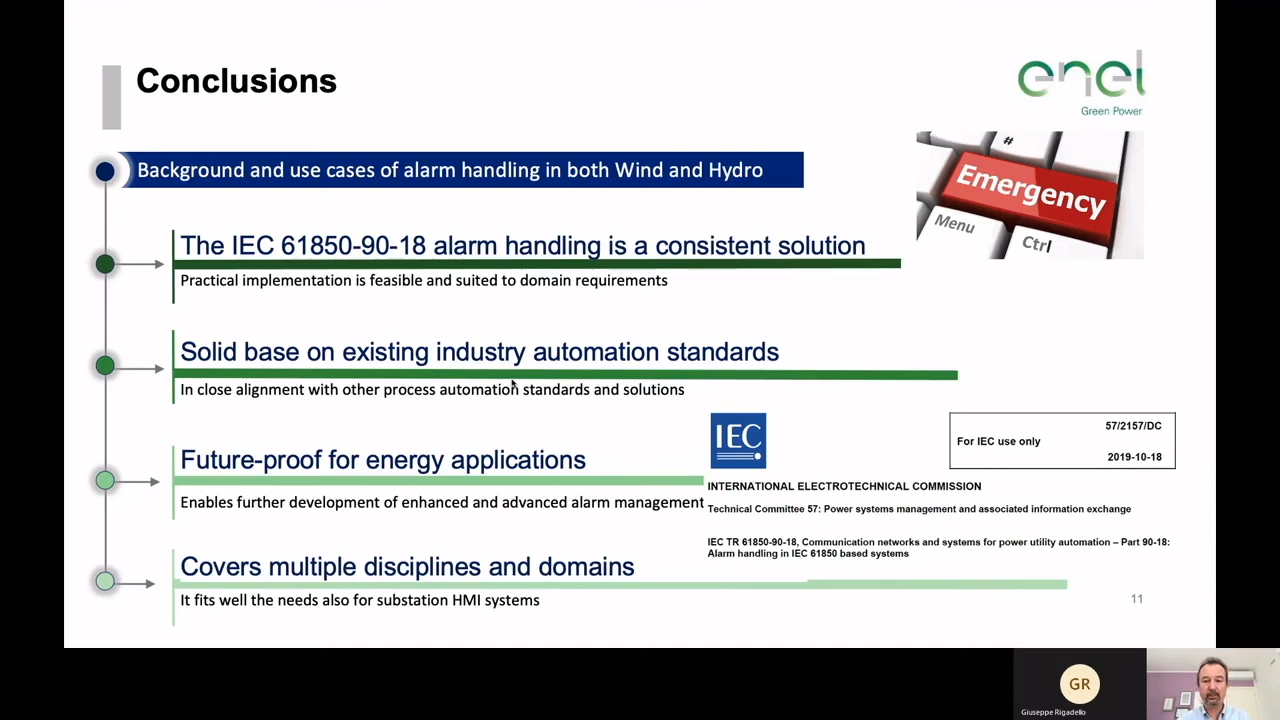 Conclusions
enel
Green Power
Background and use cases of alarm handling in both Wind and Hydro
#
Emergency
Menu
Ctrl
The IEC 61850-90-18 alarm handling is a consistent solution
Practical implementation is feasible and suited to domain requirements
Solid base on existing industry automation standards
In close alignment with other process automation standards and solutions
IEC
57/2157/DC
For IEC use only
2019-10-18
Future-proof for energy applications
Enables further development of enhanced and advanced alarm management
INTERNATIONAL ELECTROTECHNICAL COMMISSION
Technical Committee 57: Power systems management and associated information exchange
IEC TR 61850-90-18, Communication networks and systems for power utility automation – Part 90-18:
Alarm handling in IEC 61850 based systems
Covers multiple disciplines and domains
It fits well the needs also for substation HMI systems
11
GR
Giuseppe Rigadello